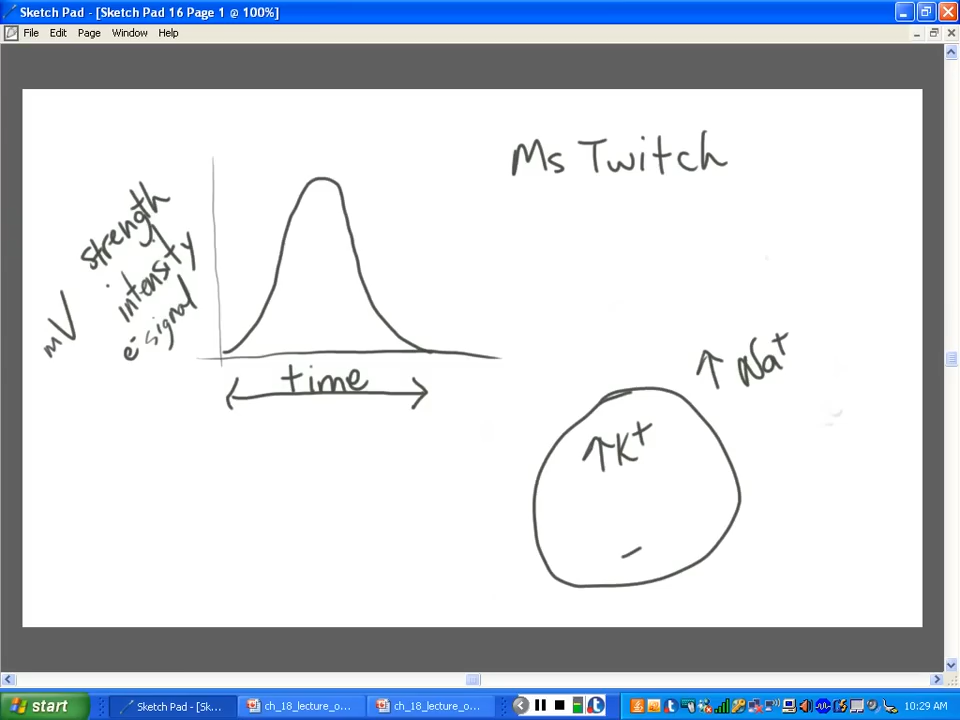 Sketch Pad - [Sketch Pad 16 Page 1 @ 100%]
File Edit Page Window Help
Ms Twitch
strength
intensity
e- signal
mV
time
↑ Na+
↑K+
−
start
Sketch Pad - [Sk...
ch_18_lecture_o...
ch_18_lecture_o...
10:29 AM